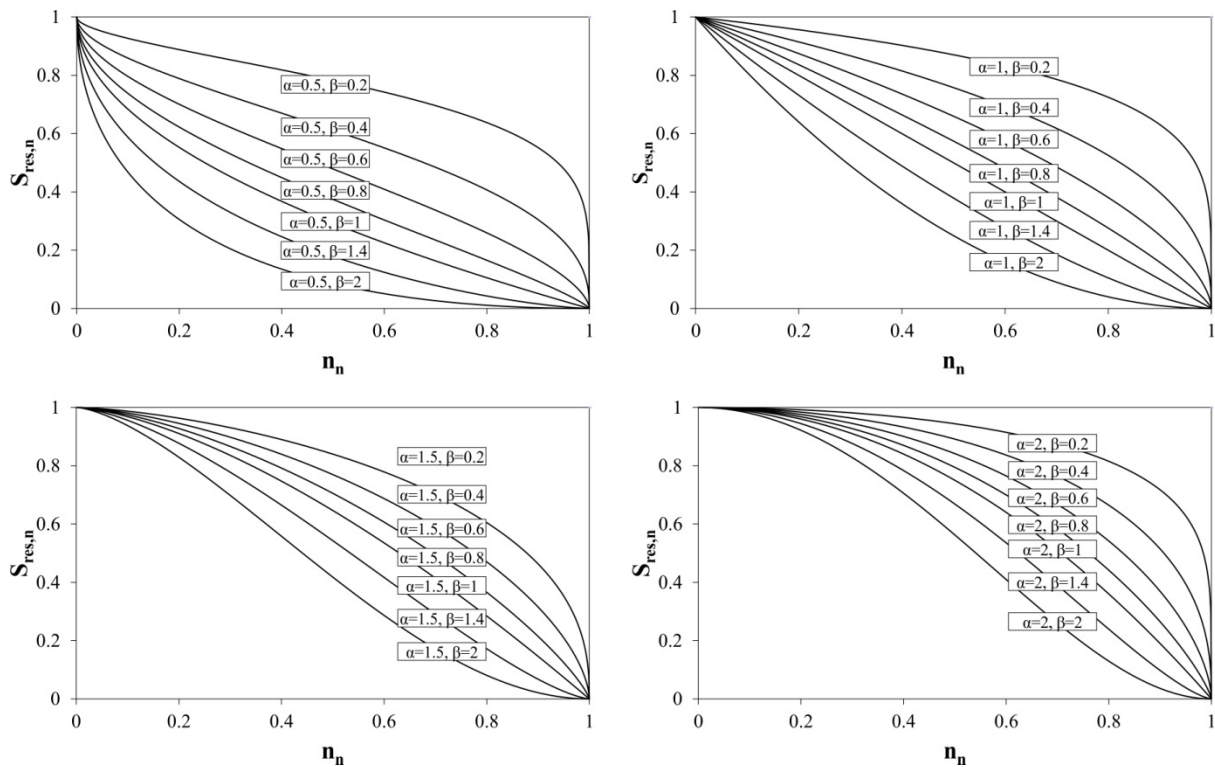 1
0.8
0.6
0.4
0.2
0
S_res,n
α=0.5, β=0.2
α=0.5, β=0.4
α=0.5, β=0.6
α=0.5, β=0.8
α=0.5, β=1
α=0.5, β=1.4
α=0.5, β=2
0 0.2 0.4 0.6 0.8 1
n_n
1
0.8
0.6
0.4
0.2
0
S_res,n
α=1, β=0.2
α=1, β=0.4
α=1, β=0.6
α=1, β=0.8
α=1, β=1
α=1, β=1.4
α=1, β=2
0 0.2 0.4 0.6 0.8 1
n_n
1
0.8
0.6
0.4
0.2
0
S_res,n
α=1.5, β=0.2
α=1.5, β=0.4
α=1.5, β=0.6
α=1.5, β=0.8
α=1.5, β=1
α=1.5, β=1.4
α=1.5, β=2
0 0.2 0.4 0.6 0.8 1
n_n
1
0.8
0.6
0.4
0.2
0
S_res,n
α=2, β=0.2
α=2, β=0.4
α=2, β=0.6
α=2, β=0.8
α=2, β=1
α=2, β=1.4
α=2, β=2
0 0.2 0.4 0.6 0.8 1
n_n